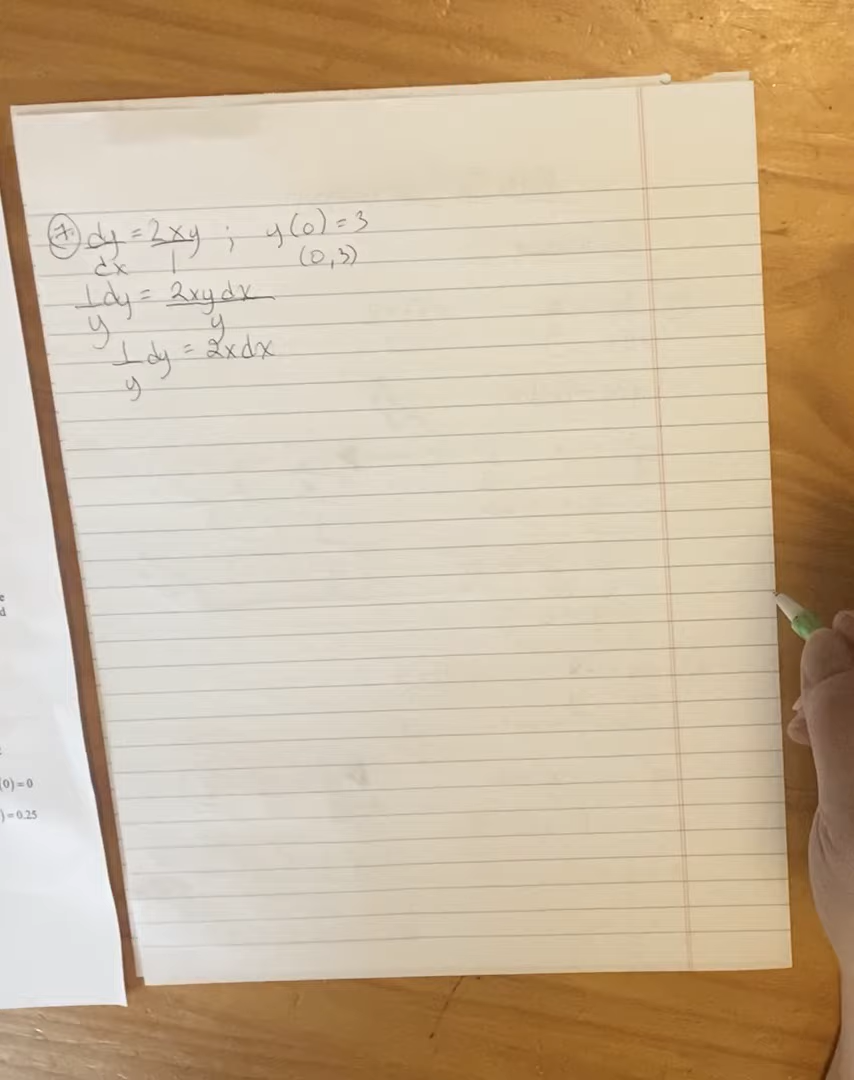 7. dy/dx = 2xy/1 ; y(0) = 3
(0,3)
1/y dy = 2xy dx/y
1/y dy = 2x dx
e
d
(0) = 0
) = 0.25